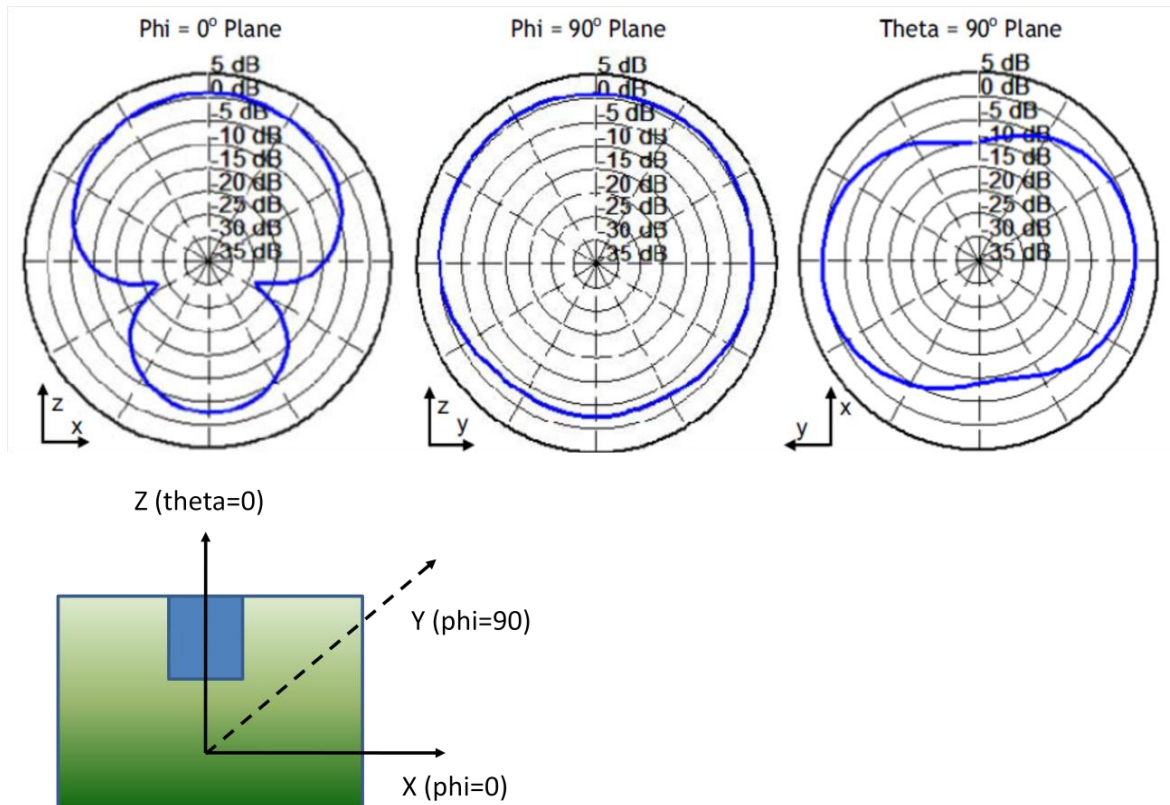 Phi = 0° Plane
5 dB
0 dB
-5 dB
-10 dB
-15 dB
-20 dB
-25 dB
-30 dB
-35 dB
z
x
Phi = 90° Plane
5 dB
0 dB
-5 dB
-10 dB
-15 dB
-20 dB
-25 dB
-30 dB
-35 dB
z
y
Theta = 90° Plane
5 dB
0 dB
-5 dB
-10 dB
-15 dB
-20 dB
-25 dB
-30 dB
-35 dB
x
y
Z (theta=0)
Y (phi=90)
X (phi=0)